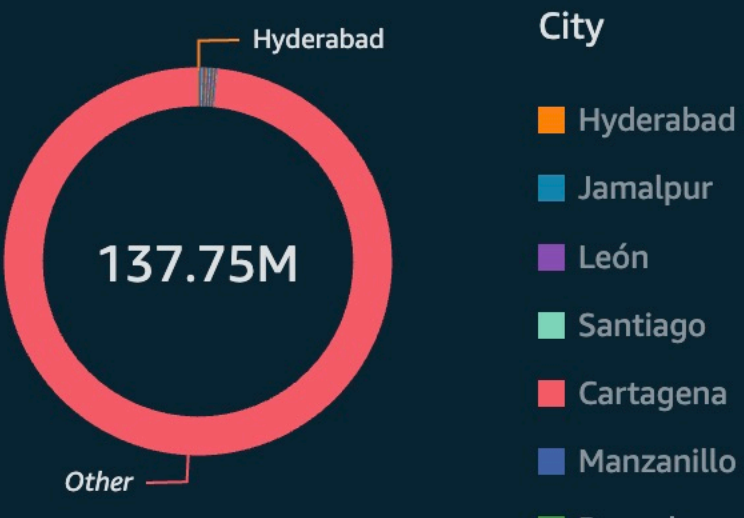 Hyderabad
137.75M
Other
City
Hyderabad
Jamalpur
León
Santiago
Cartagena
Manzanillo